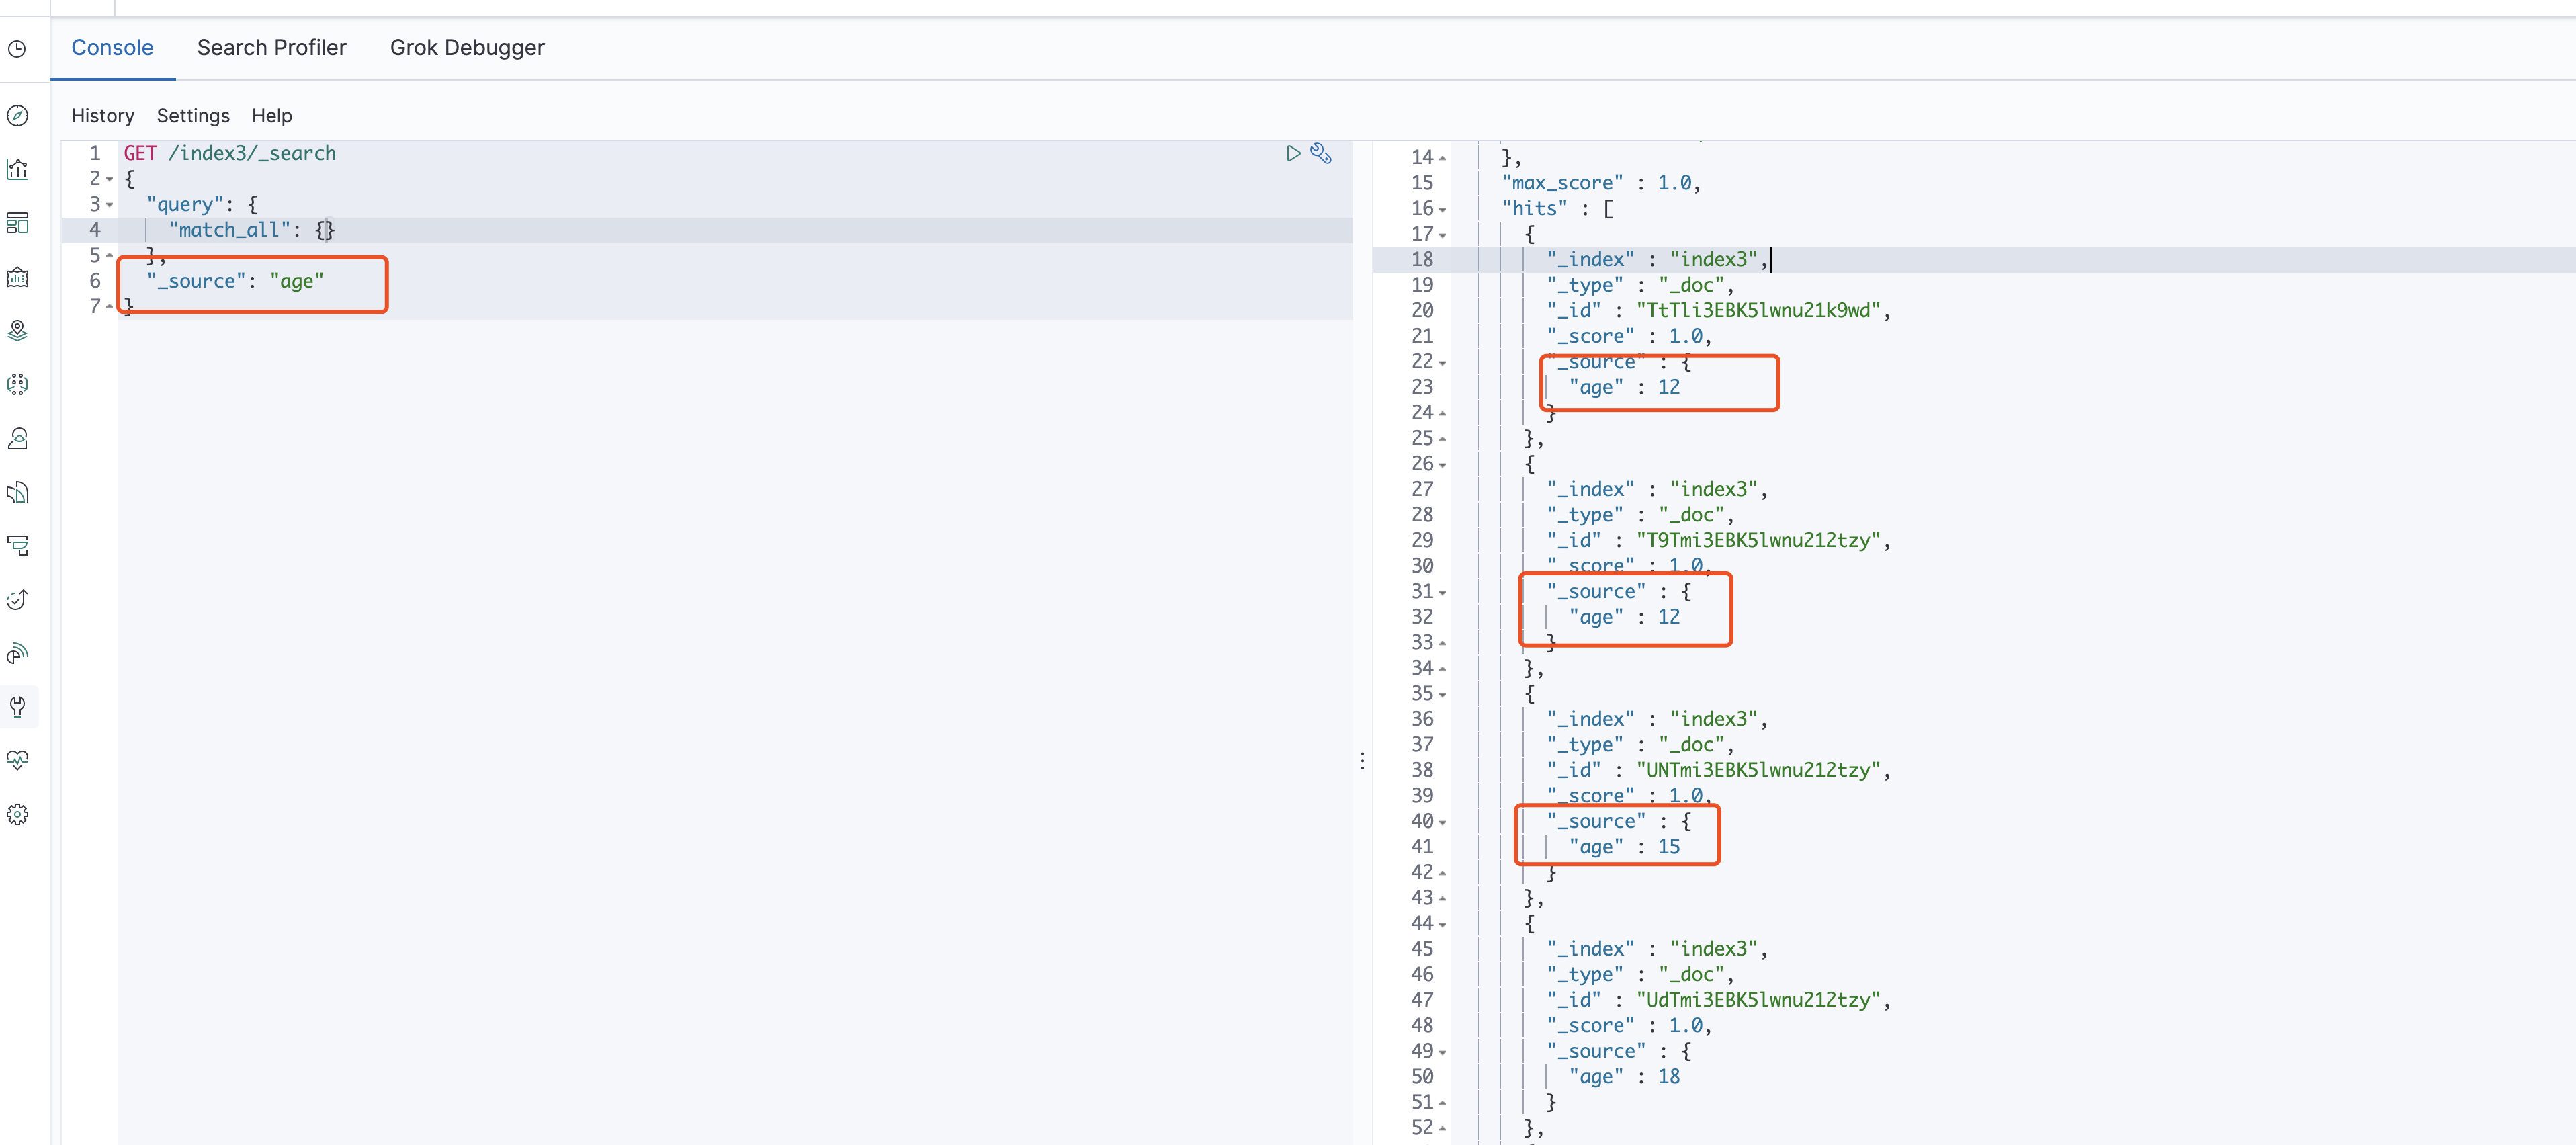 Console Search Profiler Grok Debugger
History Settings Help
1 GET /index3/_search
2 {
3 "query": {
4 "match_all": {}
5 },
6 "_source": "age"
7 }
14 },
15 "max_score" : 1.0,
16 "hits" : [
17 {
18 "_index" : "index3",
19 "_type" : "_doc",
20 "_id" : "TtTli3EBK5lwnu21k9wd",
21 "_score" : 1.0,
22 "_source" : {
23 "age" : 12
24 }
25 },
26 {
27 "_index" : "index3",
28 "_type" : "_doc",
29 "_id" : "T9Tmi3EBK5lwnu212tzy",
30 "_score" : 1.0,
31 "_source" : {
32 "age" : 12
33 }
34 },
35 {
36 "_index" : "index3",
37 "_type" : "_doc",
38 "_id" : "UNTmi3EBK5lwnu212tzy",
39 "_score" : 1.0,
40 "_source" : {
41 "age" : 15
42 }
43 },
44 {
45 "_index" : "index3",
46 "_type" : "_doc",
47 "_id" : "UdTmi3EBK5lwnu212tzy",
48 "_score" : 1.0,
49 "_source" : {
50 "age" : 18
51 }
52 },